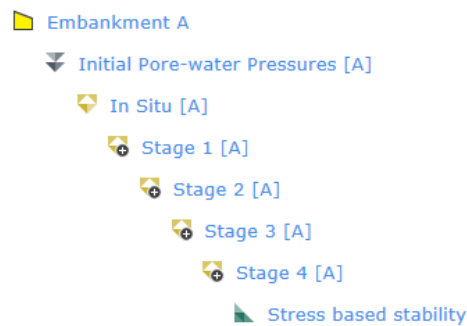 Embankment A
Initial Pore-water Pressures [A]
In Situ [A]
Stage 1 [A]
Stage 2 [A]
Stage 3 [A]
Stage 4 [A]
Stress based stability